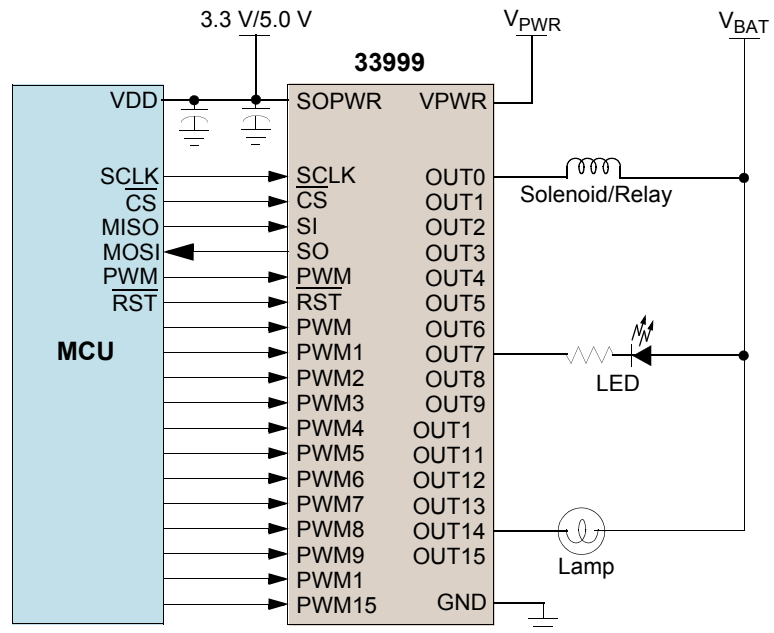 3.3 V/5.0 V
VPWR
VBAT
33999
VDD
SOPWR
VPWR
SCLK
SCLK
OUT0
CS
CS
OUT1
Solenoid/Relay
MISO
SI
OUT2
MOSI
SO
OUT3
PWM
PWM
OUT4
RST
RST
OUT5
PWM
OUT6
MCU
PWM1
OUT7
PWM2
OUT8
LED
PWM3
OUT9
PWM4
OUT1
PWM5
OUT11
PWM6
OUT12
PWM7
OUT13
PWM8
OUT14
PWM9
OUT15
Lamp
PWM1
PWM15
GND